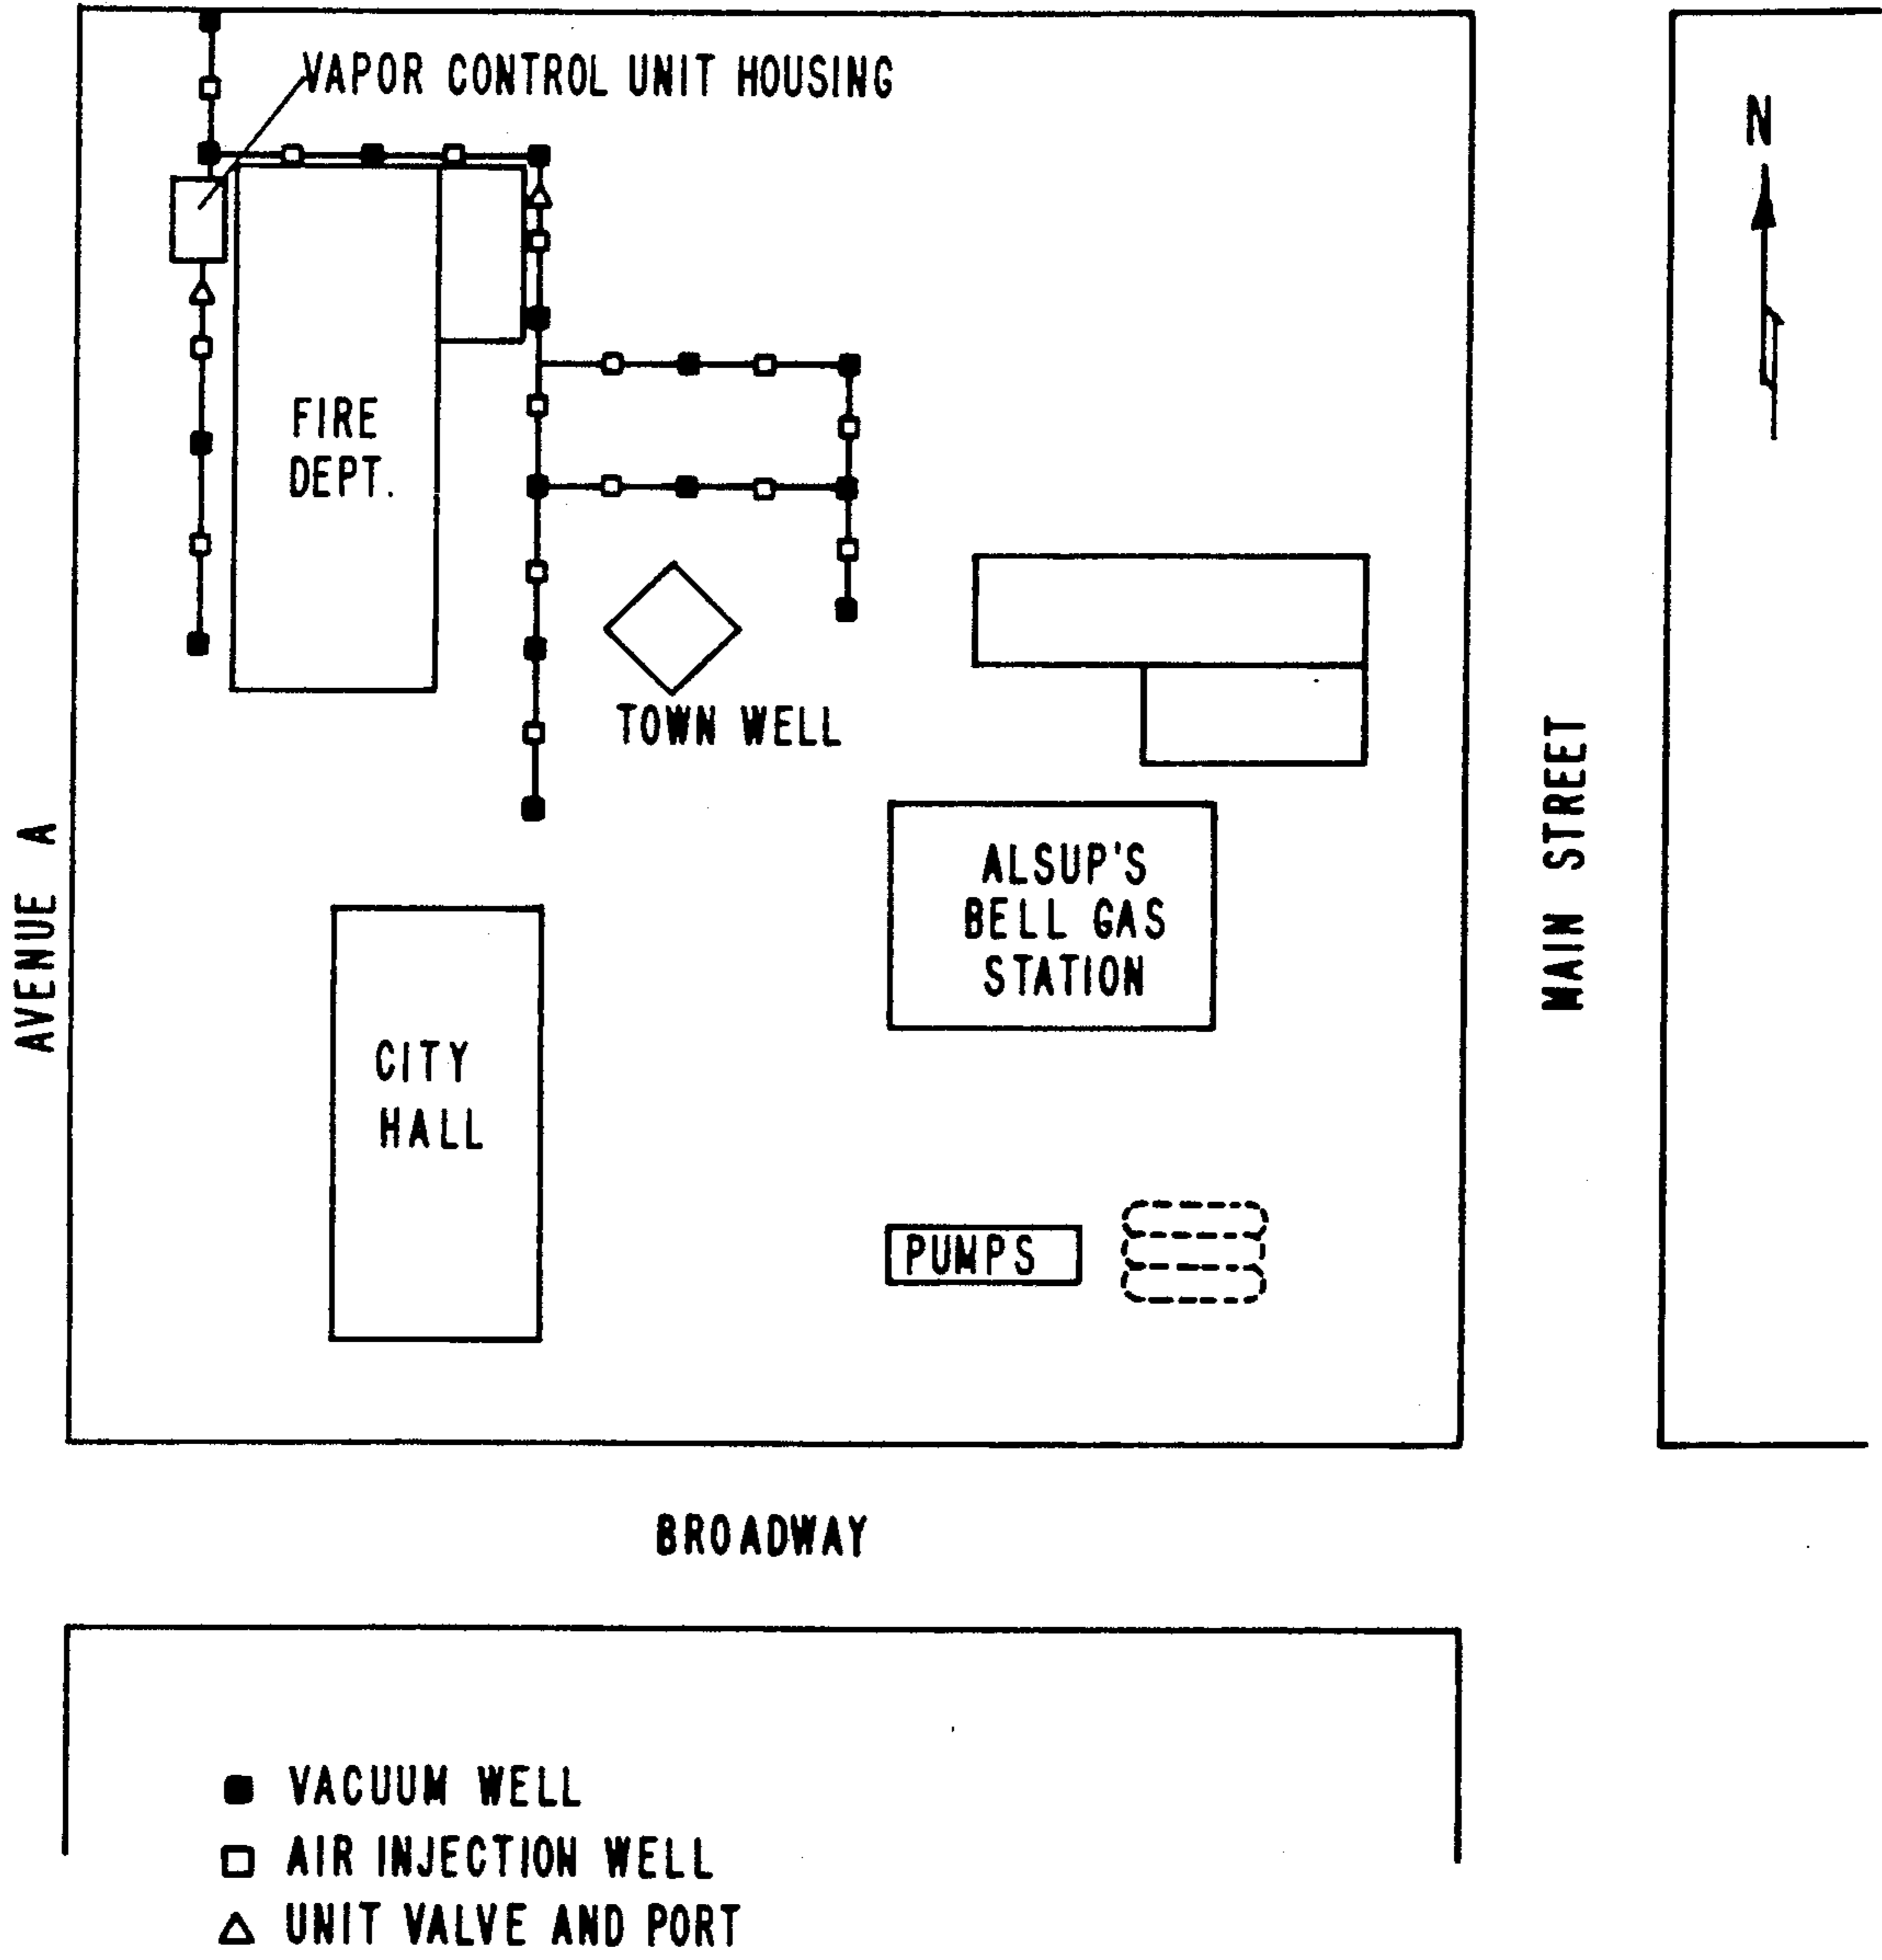 VAPOR CONTROL UNIT HOUSING
N
FIRE
DEPT.
TOWN WELL
ALSUP'S
BELL GAS
STATION
AVENUE A
MAIN STREET
CITY
HALL
PUMPS
BROADWAY
VACUUM WELL
AIR INJECTION WELL
UNIT VALVE AND PORT